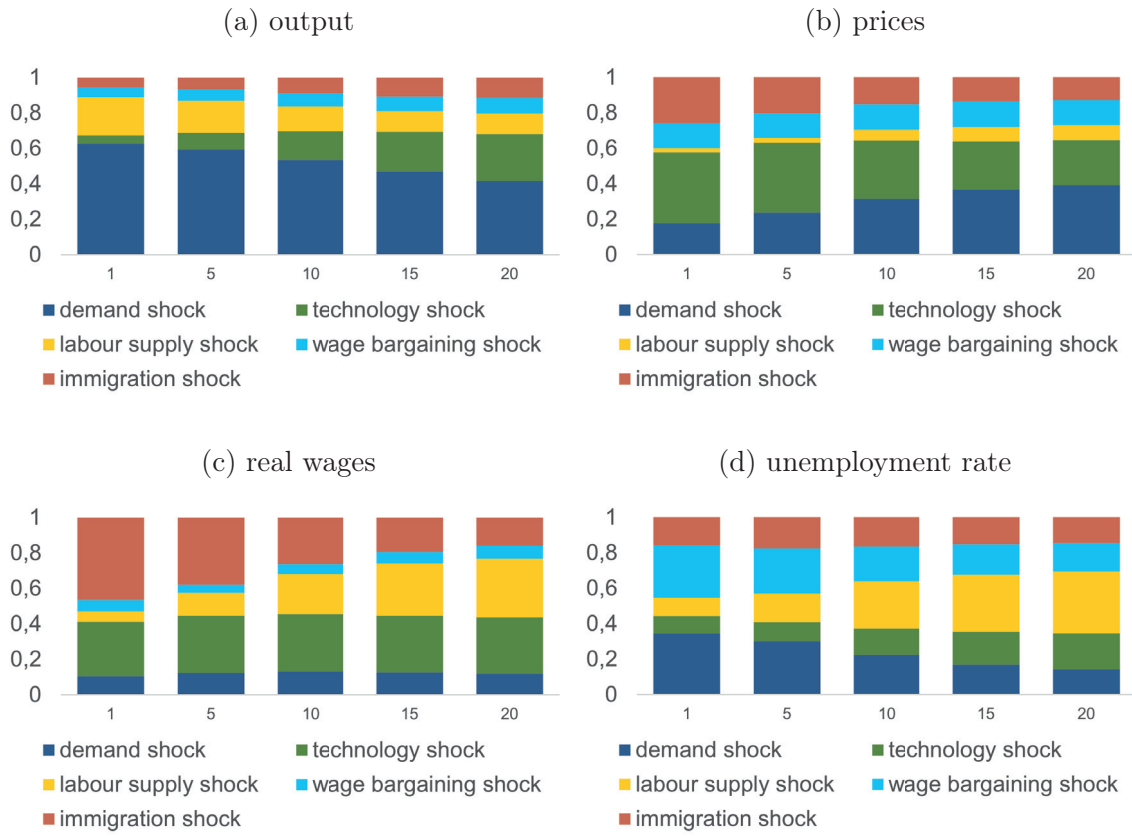 (a) output
1
0,8
0,6
0,4
0,2
0
1 5 10 15 20
demand shock technology shock
labour supply shock wage bargaining shock
immigration shock
(b) prices
1
0,8
0,6
0,4
0,2
0
1 5 10 15 20
demand shock technology shock
labour supply shock wage bargaining shock
immigration shock
(c) real wages
1
0,8
0,6
0,4
0,2
0
1 5 10 15 20
demand shock technology shock
labour supply shock wage bargaining shock
immigration shock
(d) unemployment rate
1
0,8
0,6
0,4
0,2
0
1 5 10 15 20
demand shock technology shock
labour supply shock wage bargaining shock
immigration shock